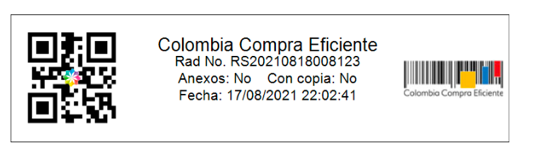 Colombia Compra Eficiente
Rad No. RS20210818008123
Anexos: No Con copia: No
Fecha: 17/08/2021 22:02:41
Colombia Compra Eficiente